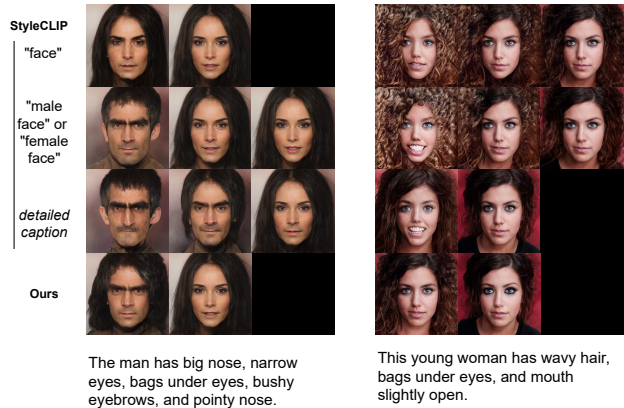 StyleCLIP
"face"
"male
face" or
"female
face"
detailed
caption
Ours
The man has big nose, narrow
eyes, bags under eyes, bushy
eyebrows, and pointy nose.
This young woman has wavy hair,
bags under eyes, and mouth
slightly open.